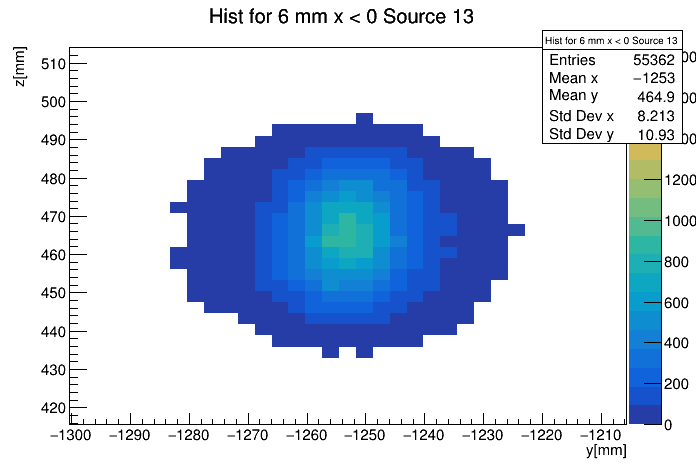 Hist for 6 mm x < 0 Source 13
z[mm]
510
500
490
480
470
460
450
440
430
420
−1300 −1290 −1280 −1270 −1260 −1250 −1240 −1230 −1220 −1210
y[mm]
Hist for 6 mm x < 0 Source 13
Entries 55362
Mean x −1253
Mean y 464.9
Std Dev x 8.213
Std Dev y 10.93
1200
1000
800
600
400
200
0